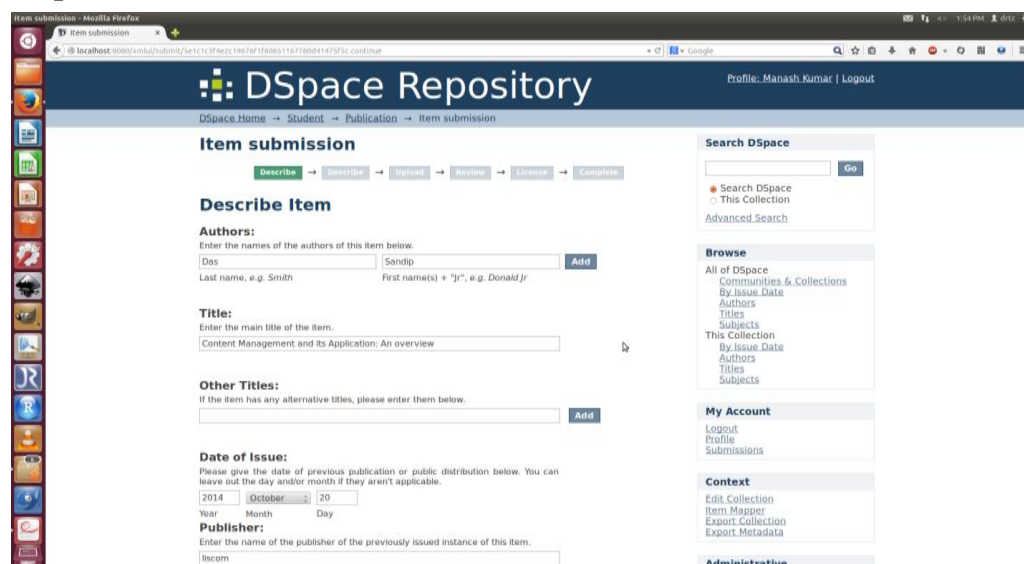 Item submission - Mozilla Firefox
1:54 PM drtc
Item submission
localhost:8080/xmlui/submit/
Google
DSpace Repository
Profile: Manash Kumar | Logout
DSpace Home → Student → Publication → Item submission
Item submission
Describe → Describe → Upload → Review → License → Complete
Describe Item
Authors:
Enter the names of the authors of this item below.
Das Sandip Add
Last name, e.g. Smith First name(s) + "Jr", e.g. Donald Jr
Title:
Enter the main title of the item.
Content Management and its Application: An overview
Other Titles:
If the item has any alternative titles, please enter them below.
Add
Date of Issue:
Please give the date of previous publication or public distribution below. You can
leave out the day and/or month if they aren't applicable.
2014 October 20
Year Month Day
Publisher:
Enter the name of the publisher of the previously issued instance of this item.
liscom
Search DSpace
Go
Search DSpace
This Collection
Advanced Search
Browse
All of DSpace
Communities & Collections
By Issue Date
Authors
Titles
Subjects
This Collection
By Issue Date
Authors
Titles
Subjects
My Account
Logout
Profile
Submissions
Context
Edit Collection
Item Mapper
Export Collection
Export Metadata
Administrative